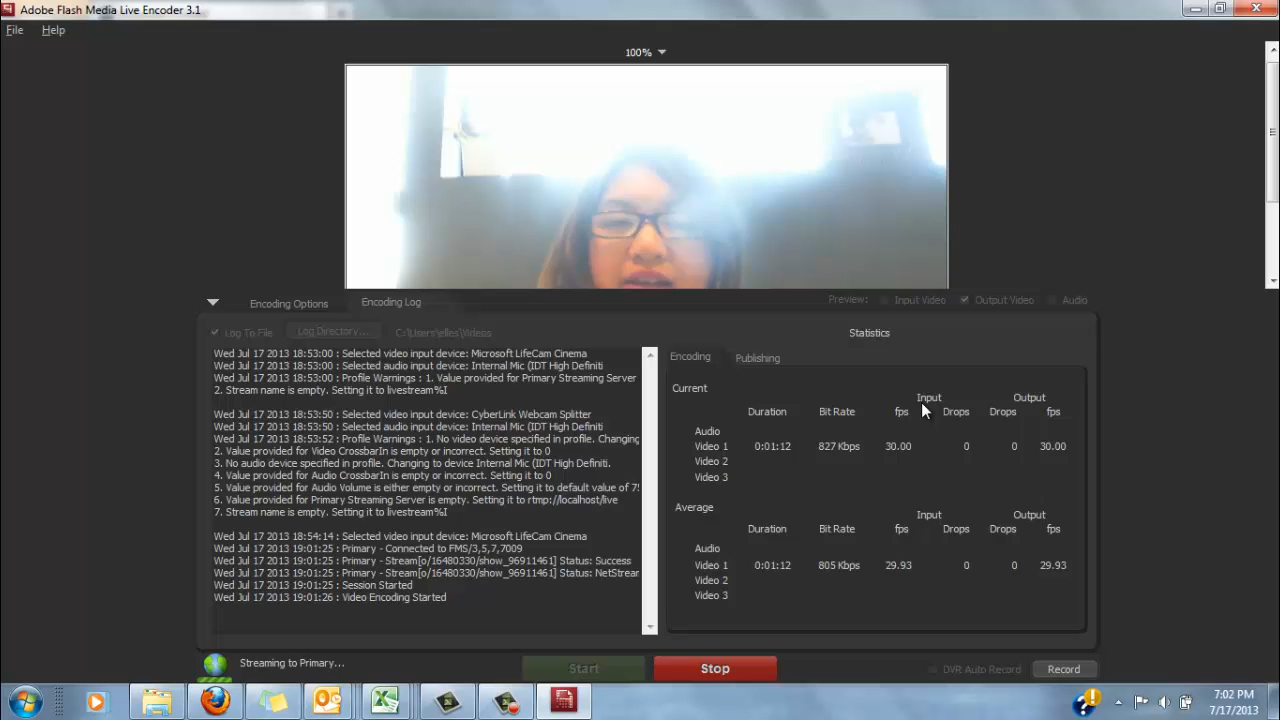 Adobe Flash Media Live Encoder 3.1
File Help
100%
Encoding Options Encoding Log
Preview: Input Video Output Video Audio
Log To File Log Directory... C:\Users\elles\Videos
Wed Jul 17 2013 18:53:00 : Selected video input device: Microsoft LifeCam Cinema
Wed Jul 17 2013 18:53:00 : Selected audio input device: Internal Mic (IDT High Definiti
Wed Jul 17 2013 18:53:00 : Profile Warnings : 1. Value provided for Primary Streaming Server
2. Stream name is empty. Setting it to livestream%I
Wed Jul 17 2013 18:53:50 : Selected video input device: CyberLink Webcam Splitter
Wed Jul 17 2013 18:53:50 : Selected audio input device: Internal Mic (IDT High Definiti
Wed Jul 17 2013 18:53:52 : Profile Warnings : 1. No video device specified in profile. Changing
2. Value provided for Video CrossbarIn is empty or incorrect. Setting it to 0
3. No audio device specified in profile. Changing to device Internal Mic (IDT High Definiti.
4. Value provided for Audio CrossbarIn is empty or incorrect. Setting it to 0
5. Value provided for Audio Volume is either empty or incorrect. Setting it to default value of 75
6. Value provided for Primary Streaming Server is empty. Setting it to rtmp://localhost/live
7. Stream name is empty. Setting it to livestream%I
Wed Jul 17 2013 18:54:14 : Selected video input device: Microsoft LifeCam Cinema
Wed Jul 17 2013 19:01:25 : Primary - Connected to FMS/3,5,7,7009
Wed Jul 17 2013 19:01:25 : Primary - Stream[o/16480330/show_96911461] Status: Success
Wed Jul 17 2013 19:01:25 : Primary - Stream[o/16480330/show_96911461] Status: NetStream
Wed Jul 17 2013 19:01:25 : Session Started
Wed Jul 17 2013 19:01:26 : Video Encoding Started
Statistics
Encoding Publishing
Current
Input Output
Duration Bit Rate fps Drops Drops fps
Audio
Video 1 0:01:12 827 Kbps 30.00 0 0 30.00
Video 2
Video 3
Average
Input Output
Duration Bit Rate fps Drops Drops fps
Audio
Video 1 0:01:12 805 Kbps 29.93 0 0 29.93
Video 2
Video 3
Streaming to Primary...
Start Stop
DVR Auto Record Record
7:02 PM
7/17/2013